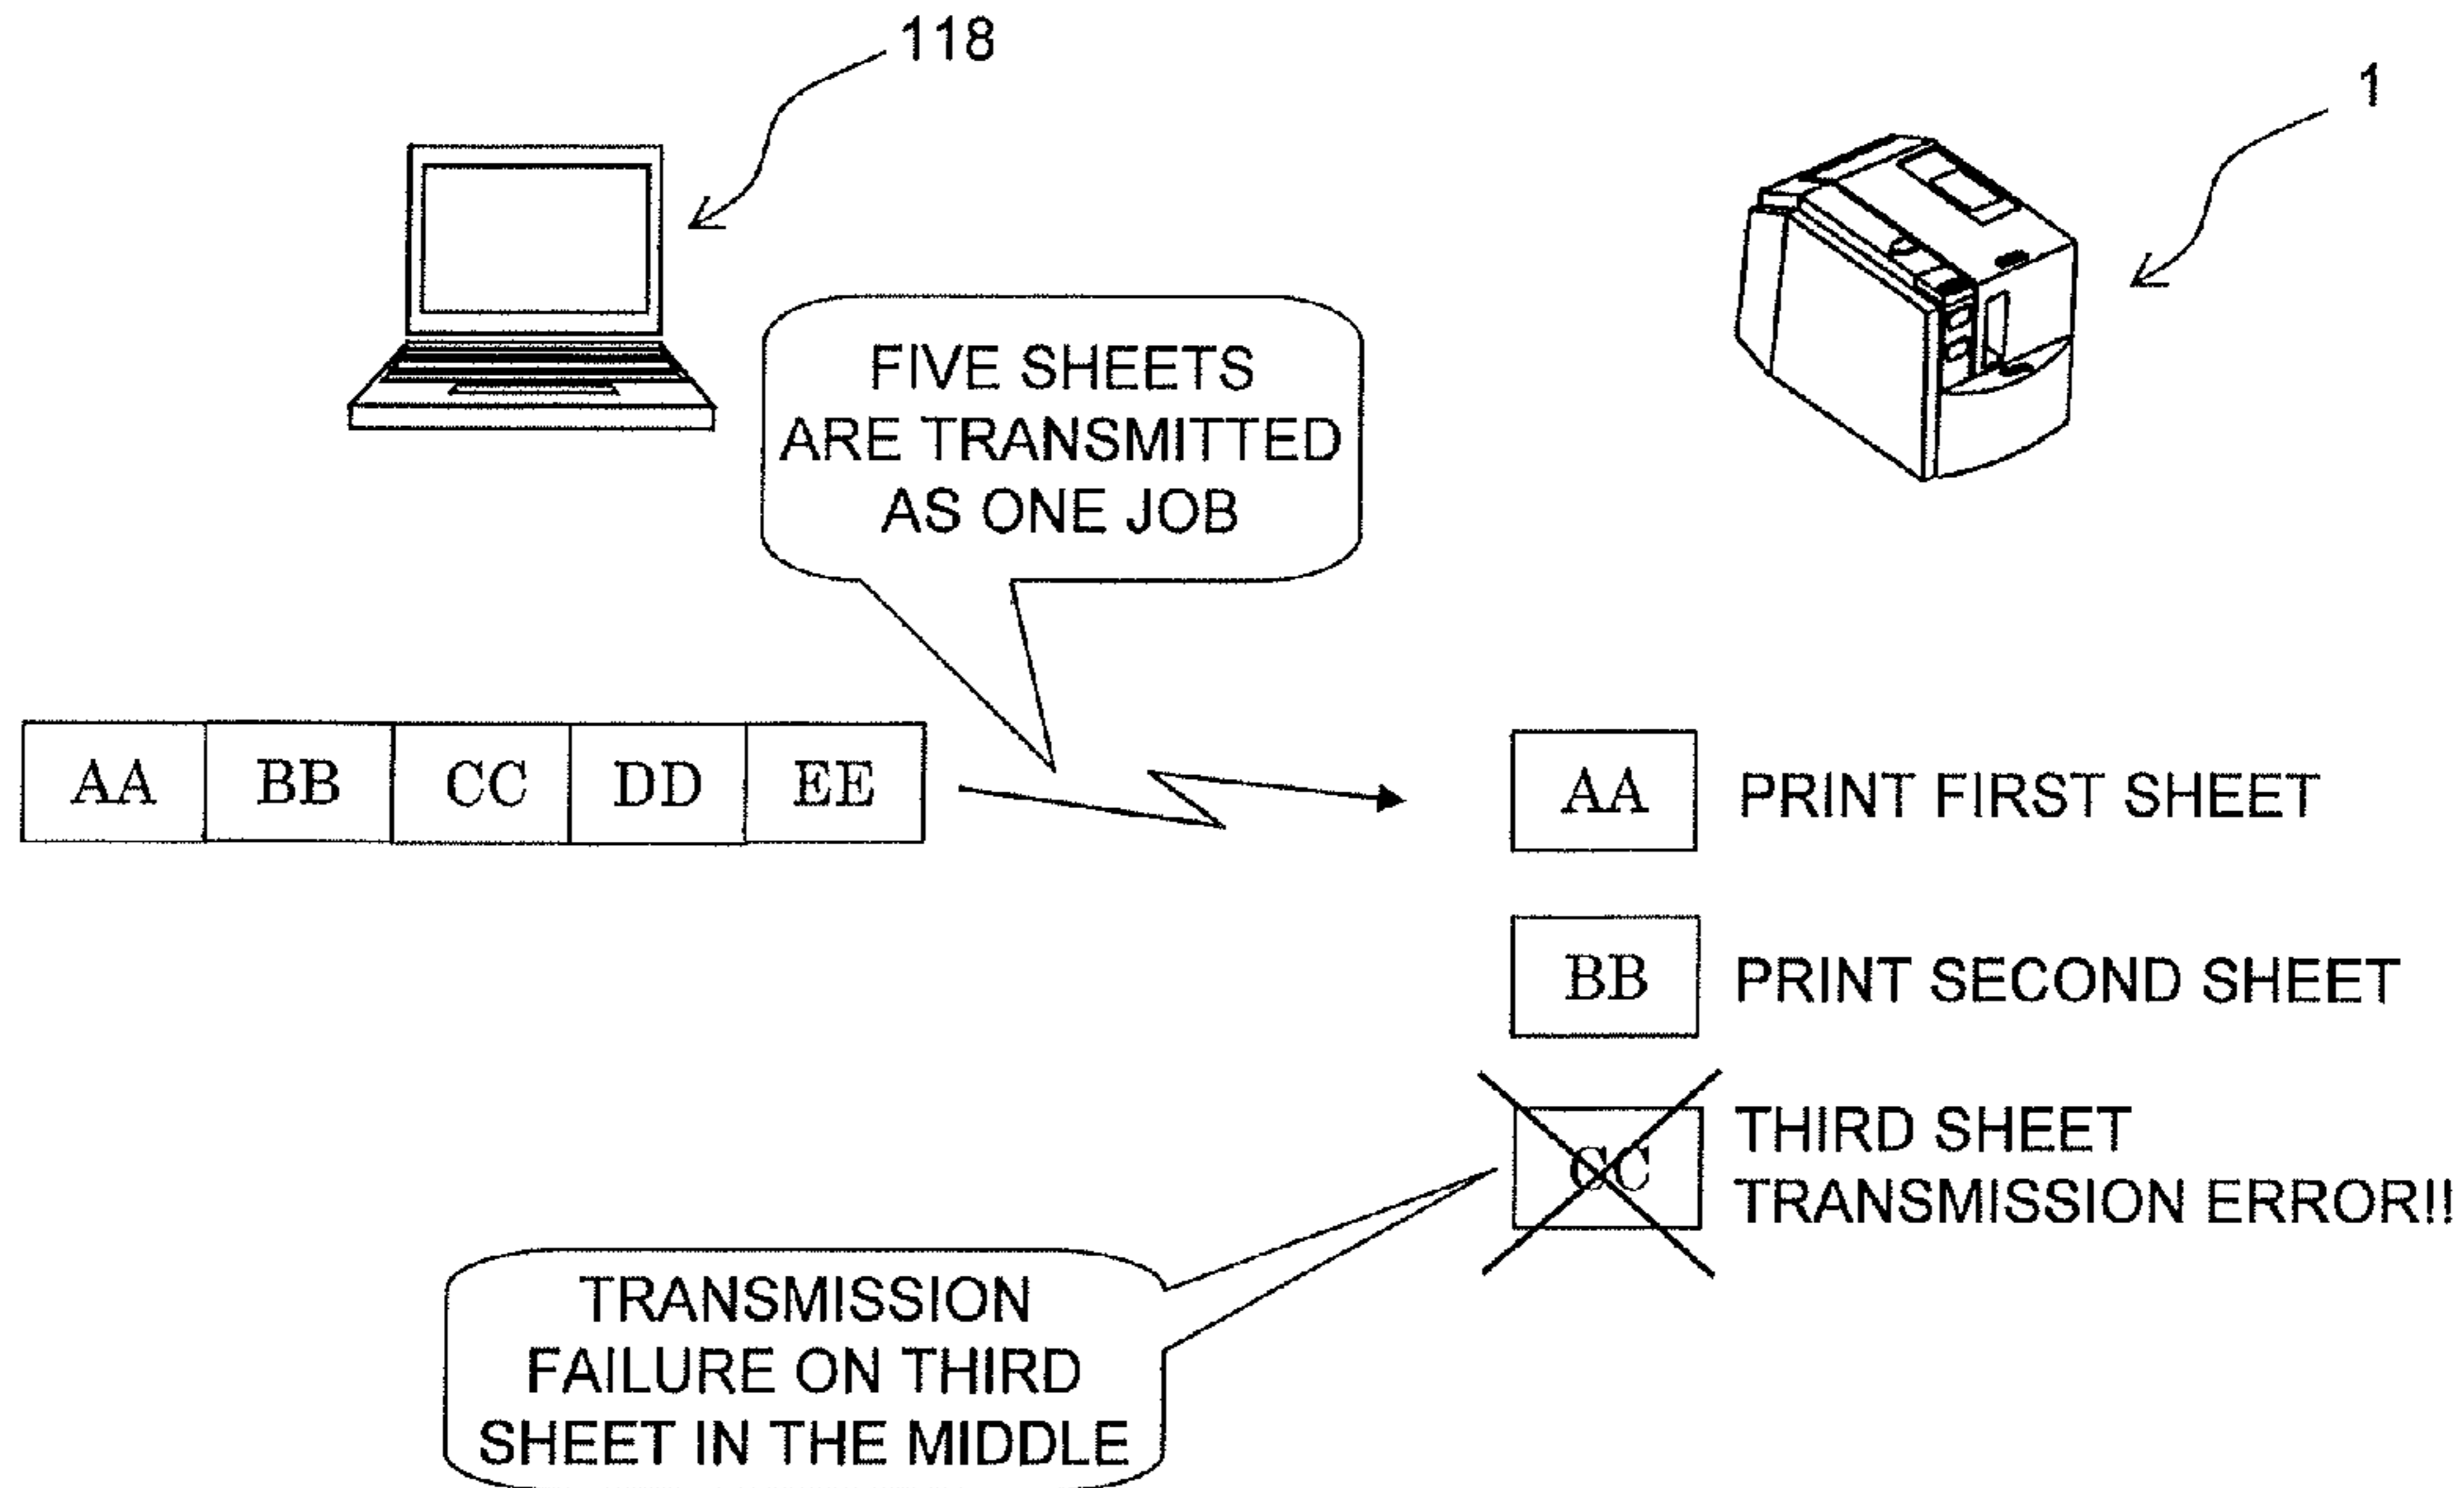 118
1
FIVE SHEETS
ARE TRANSMITTED
AS ONE JOB
AA BB CC DD EE
AA PRINT FIRST SHEET
BB PRINT SECOND SHEET
CC THIRD SHEET
TRANSMISSION ERROR!!
TRANSMISSION
FAILURE ON THIRD
SHEET IN THE MIDDLE